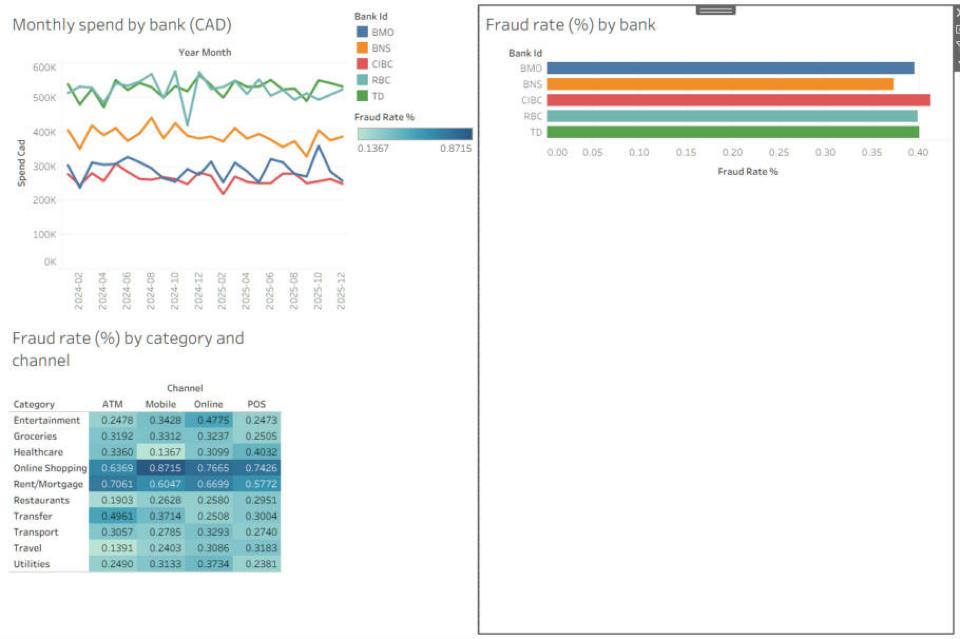 Monthly spend by bank (CAD)
Year Month
Spend Cad
600K
500K
400K
300K
200K
100K
0K
2024-02
2024-04
2024-06
2024-08
2024-10
2024-12
2025-02
2025-04
2025-06
2025-08
2025-10
2025-12
Bank Id
BMO
BNS
CIBC
RBC
TD
Fraud Rate %
0.1367 0.8715
Fraud rate (%) by bank
Bank Id
BMO
BNS
CIBC
RBC
TD
0.00 0.05 0.10 0.15 0.20 0.25 0.30 0.35 0.40
Fraud Rate %
Fraud rate (%) by category and
channel
Channel
Category ATM Mobile Online POS
Entertainment 0.2478 0.3428 0.4775 0.2473
Groceries 0.3192 0.3312 0.3237 0.2505
Healthcare 0.3360 0.1367 0.3099 0.4032
Online Shopping 0.6369 0.8715 0.7665 0.7426
Rent/Mortgage 0.7061 0.6047 0.6699 0.5772
Restaurants 0.1903 0.2628 0.2580 0.2951
Transfer 0.4961 0.3714 0.2508 0.3004
Transport 0.3057 0.2785 0.3293 0.2740
Travel 0.1391 0.2403 0.3086 0.3183
Utilities 0.2490 0.3133 0.3734 0.2381